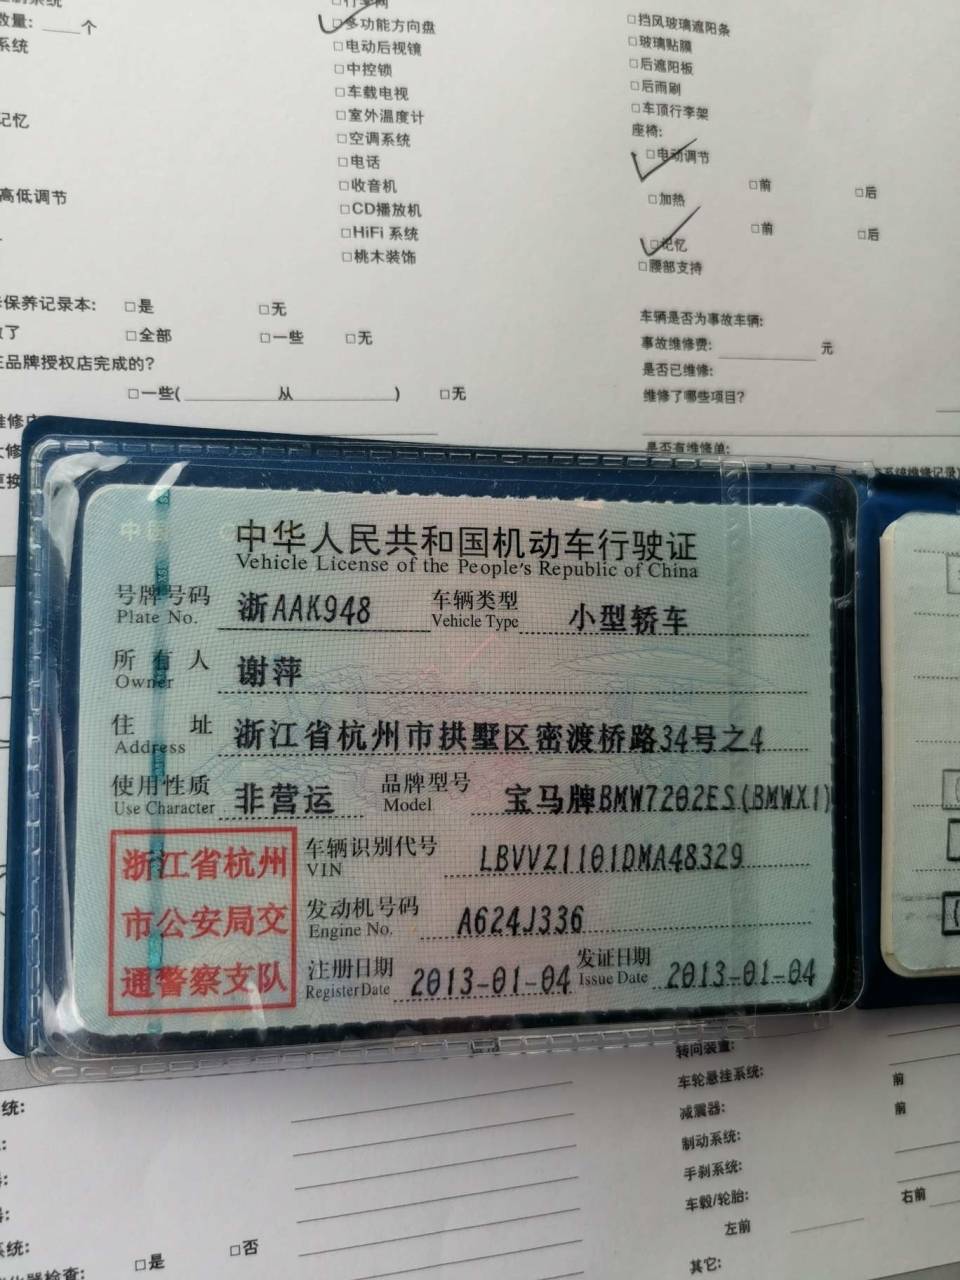 数量: 个
系统
记忆
高低调节
多功能方向盘
电动后视镜
中控锁
车载电视
室外温度计
空调系统
电话
收音机
CD播放机
HiFi 系统
桃木装饰
挡风玻璃遮阳条
玻璃贴膜
后遮阳板
后雨刷
车顶行李架
座椅:
电动调节
前 后
加热
前 后
记忆
腰部支持
保养记录本: 是 无
全部 一些 无
品牌授权店完成的?
一些( 从 ) 无
车辆是否为事故车辆:
事故维修费: 元
是否已维修:
维修了哪些项目?
是否有维修单:
更换
中华人民共和国机动车行驶证
Vehicle License of the People's Republic of China
号牌号码 浙AAK948 车辆类型 小型轿车
Plate No. Vehicle Type
所有人 谢萍
Owner
住址 浙江省杭州市拱墅区密渡桥路34号之4
Address
使用性质 非营运 品牌型号 宝马牌BMW7202ES(BMWX1)
Use Character Model
浙江省杭州
市公安局交
通警察支队
车辆识别代号 LBVVZ1101DMA48329
VIN
发动机号码 A624J336
Engine No.
注册日期 2013-01-04 发证日期 2013-01-04
Register Date Issue Date
转向装置:
车轮悬挂系统: 前
减震器: 前
制动系统:
手刹系统:
车毂/轮胎: 右前
左前
其它:
统:
系统:
是 否